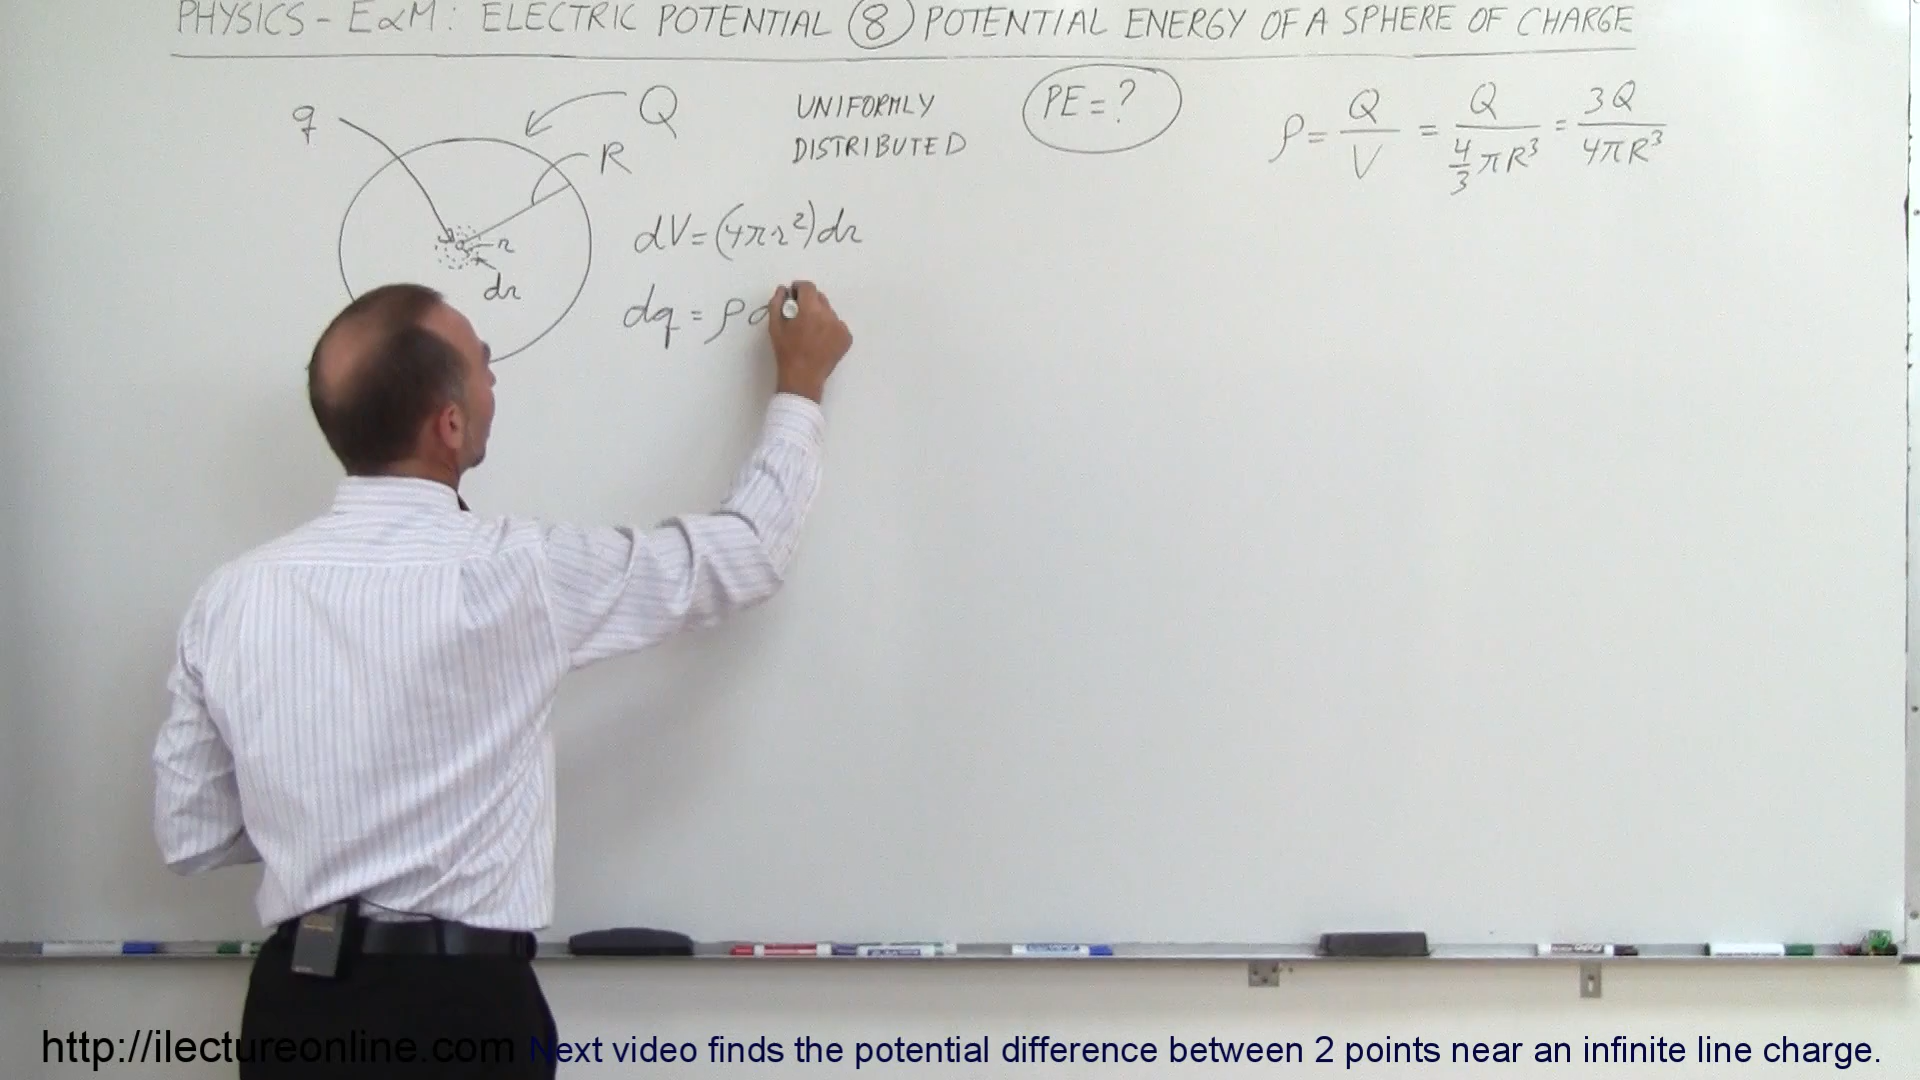 PHYSICS - E&M: ELECTRIC POTENTIAL ⑧ POTENTIAL ENERGY OF A SPHERE OF CHARGE
q
Q
R
r
dr
UNIFORMLY
DISTRIBUTED
PE = ?
ρ = Q/V = Q/(4/3 πR³) = 3Q/(4πR³)
dV = (4πr²)dr
dq = ρ
http://ilectureonline.com Next video finds the potential difference between 2 points near an infinite line charge.